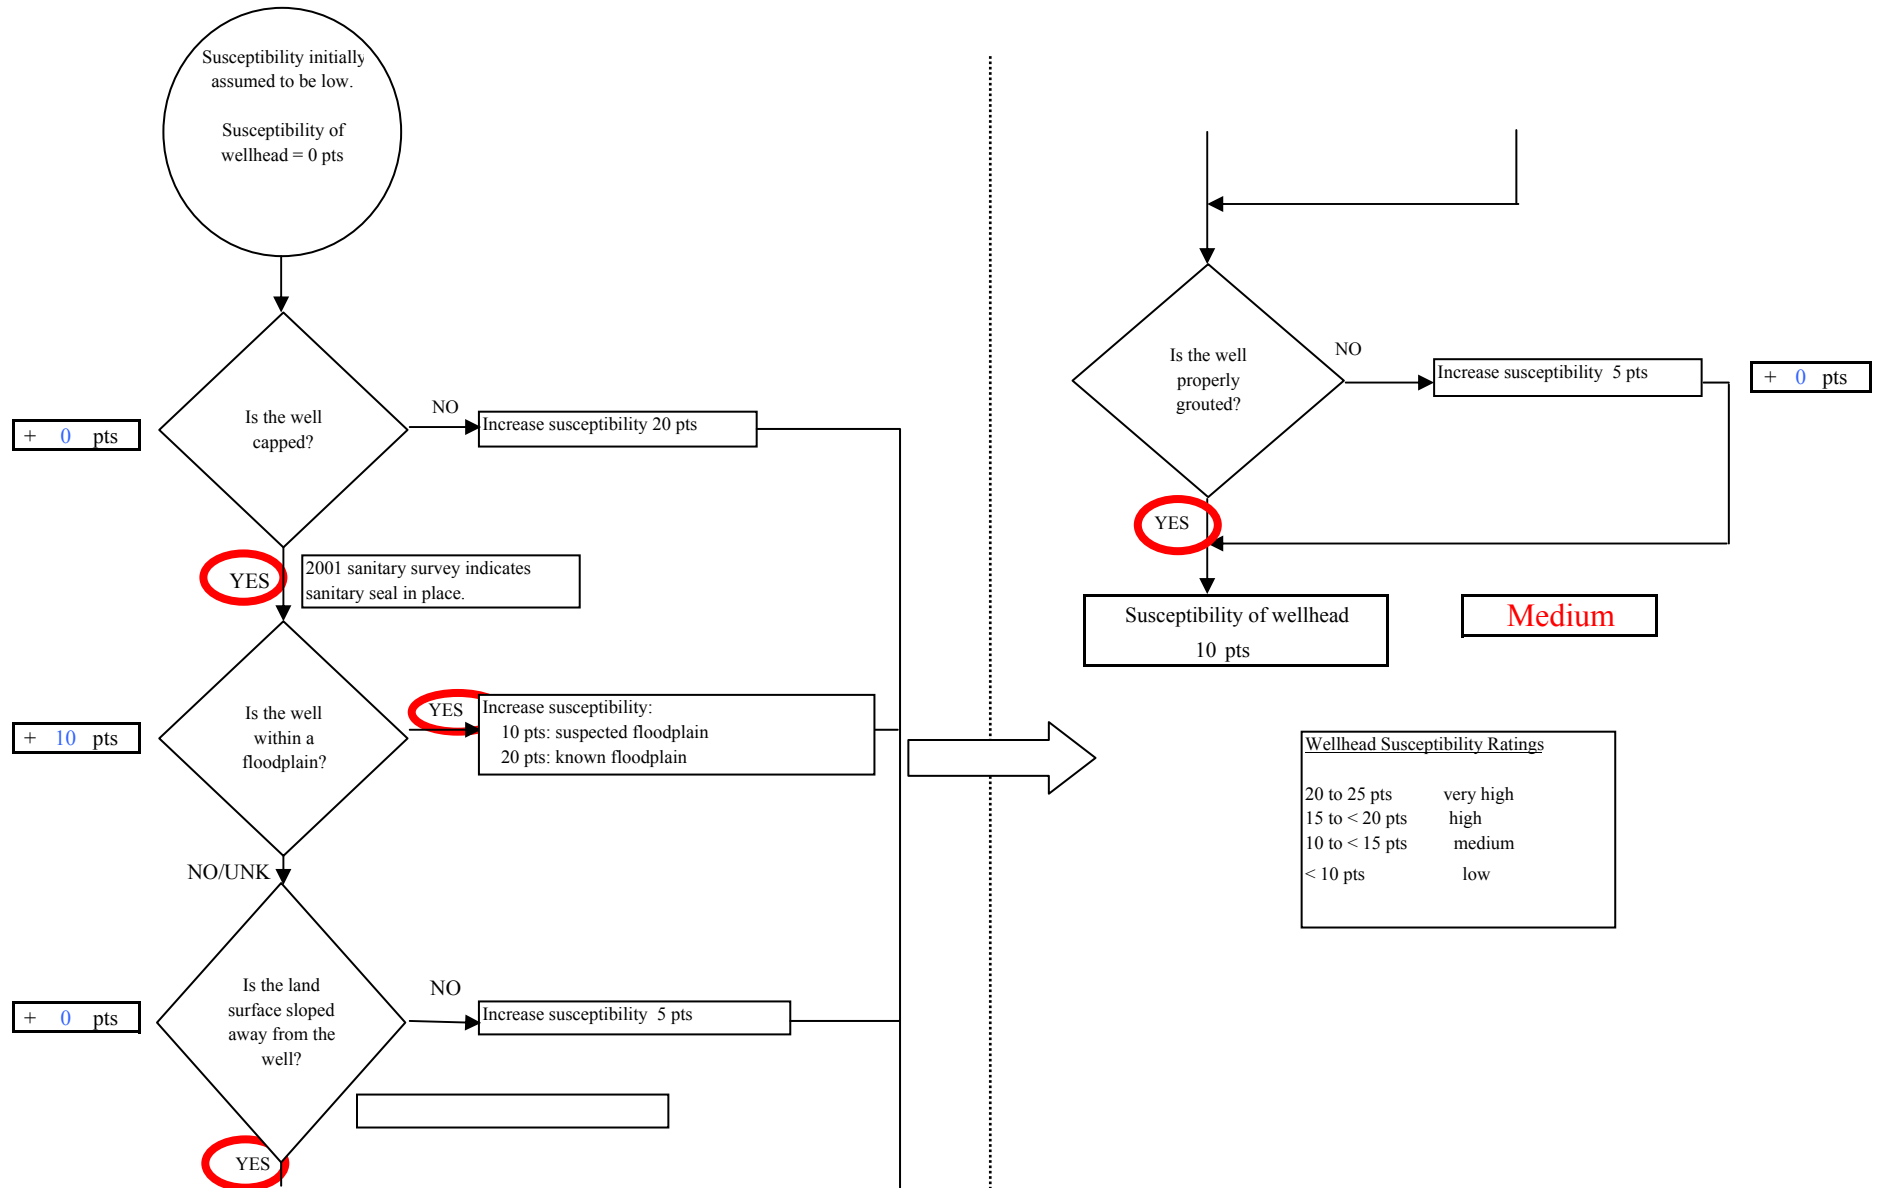 Susceptibility initially
assumed to be low.
Susceptibility of
wellhead = 0 pts
Is the well
capped?
NO
Increase susceptibility 20 pts
+ 0 pts
YES
2001 sanitary survey indicates
sanitary seal in place.
Is the well
within a
floodplain?
YES
Increase susceptibility:
10 pts: suspected floodplain
20 pts: known floodplain
+ 10 pts
NO/UNK
Is the land
surface sloped
away from the
well?
NO
Increase susceptibility 5 pts
+ 0 pts
YES
Is the well
properly
grouted?
NO
Increase susceptibility 5 pts
+ 0 pts
YES
Susceptibility of wellhead
10 pts
Medium
Wellhead Susceptibility Ratings
20 to 25 pts very high
15 to < 20 pts high
10 to < 15 pts medium
< 10 pts low